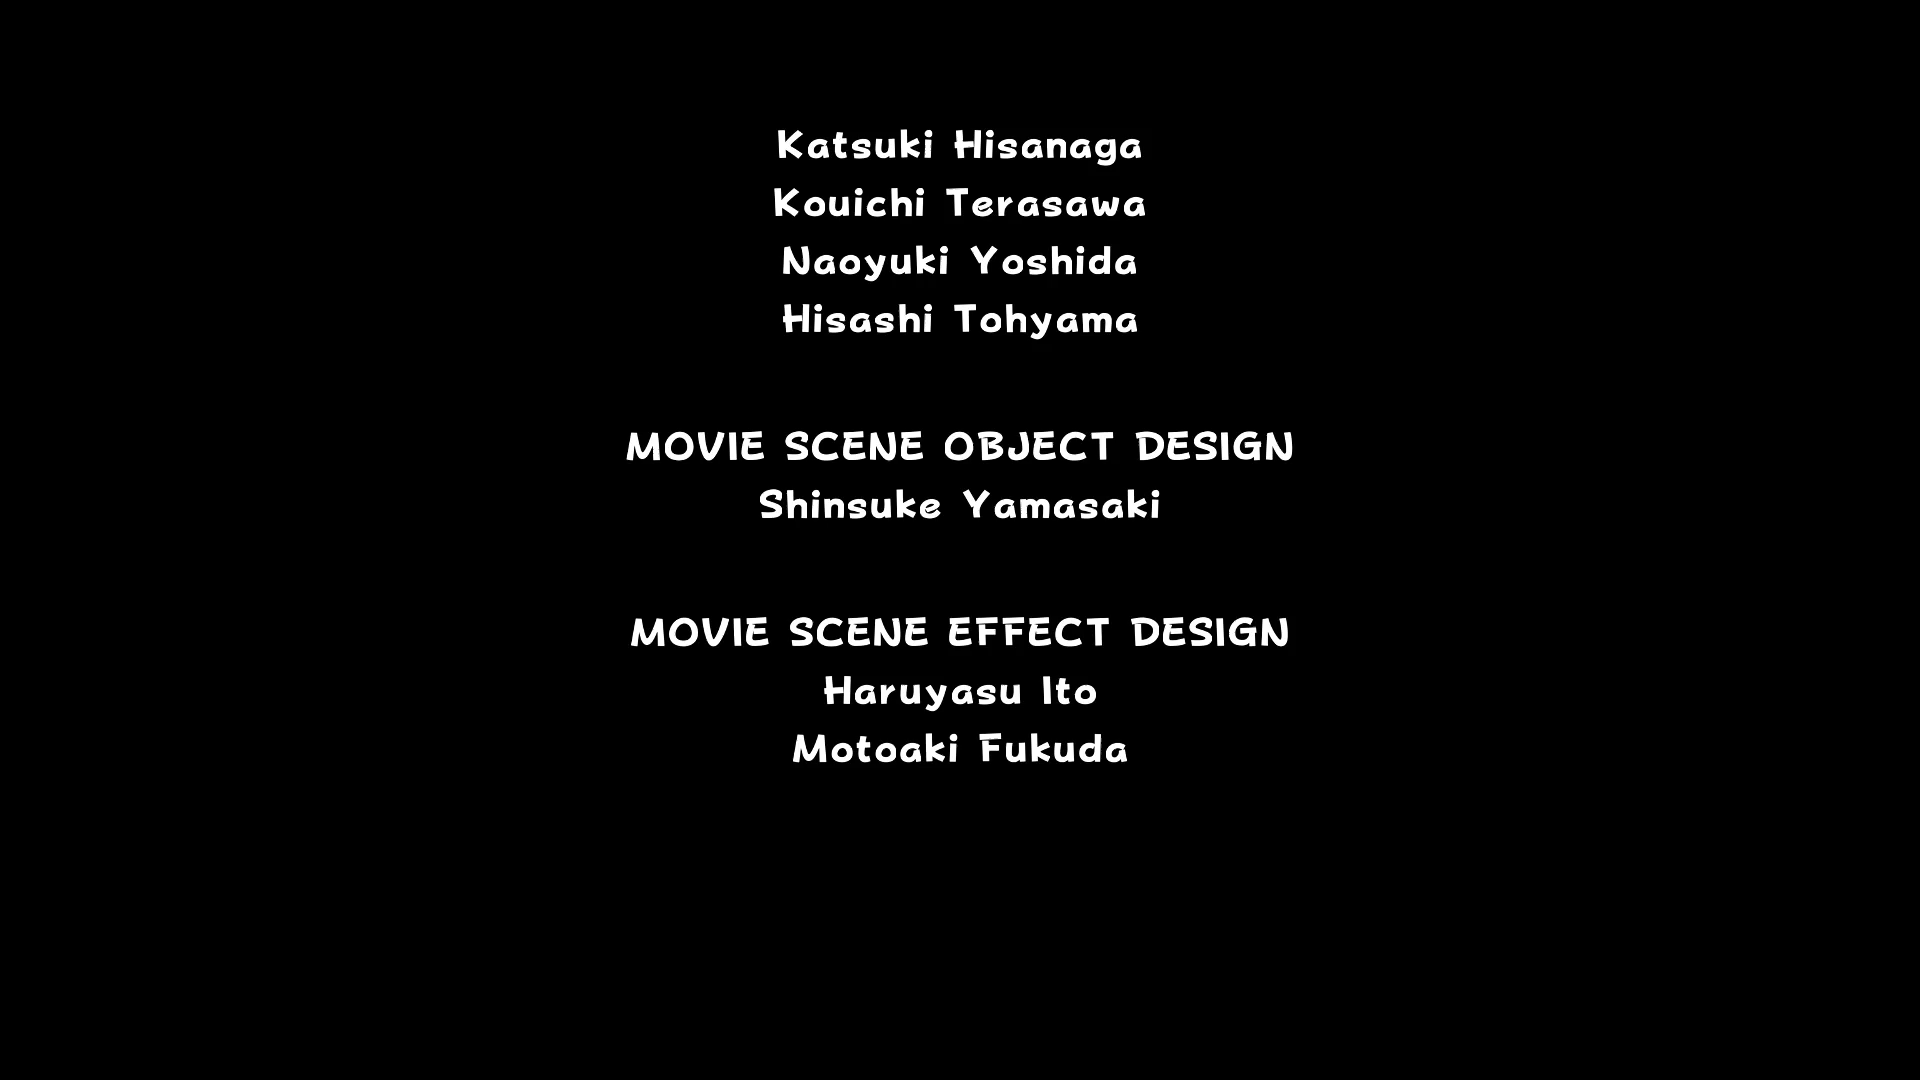 Katsuki Hisanaga
Kouichi Terasawa
Naoyuki Yoshida
Hisashi Tohyama
MOVIE SCENE OBJECT DESIGN
Shinsuke Yamasaki
MOVIE SCENE EFFECT DESIGN
Haruyasu Ito
Motoaki Fukuda